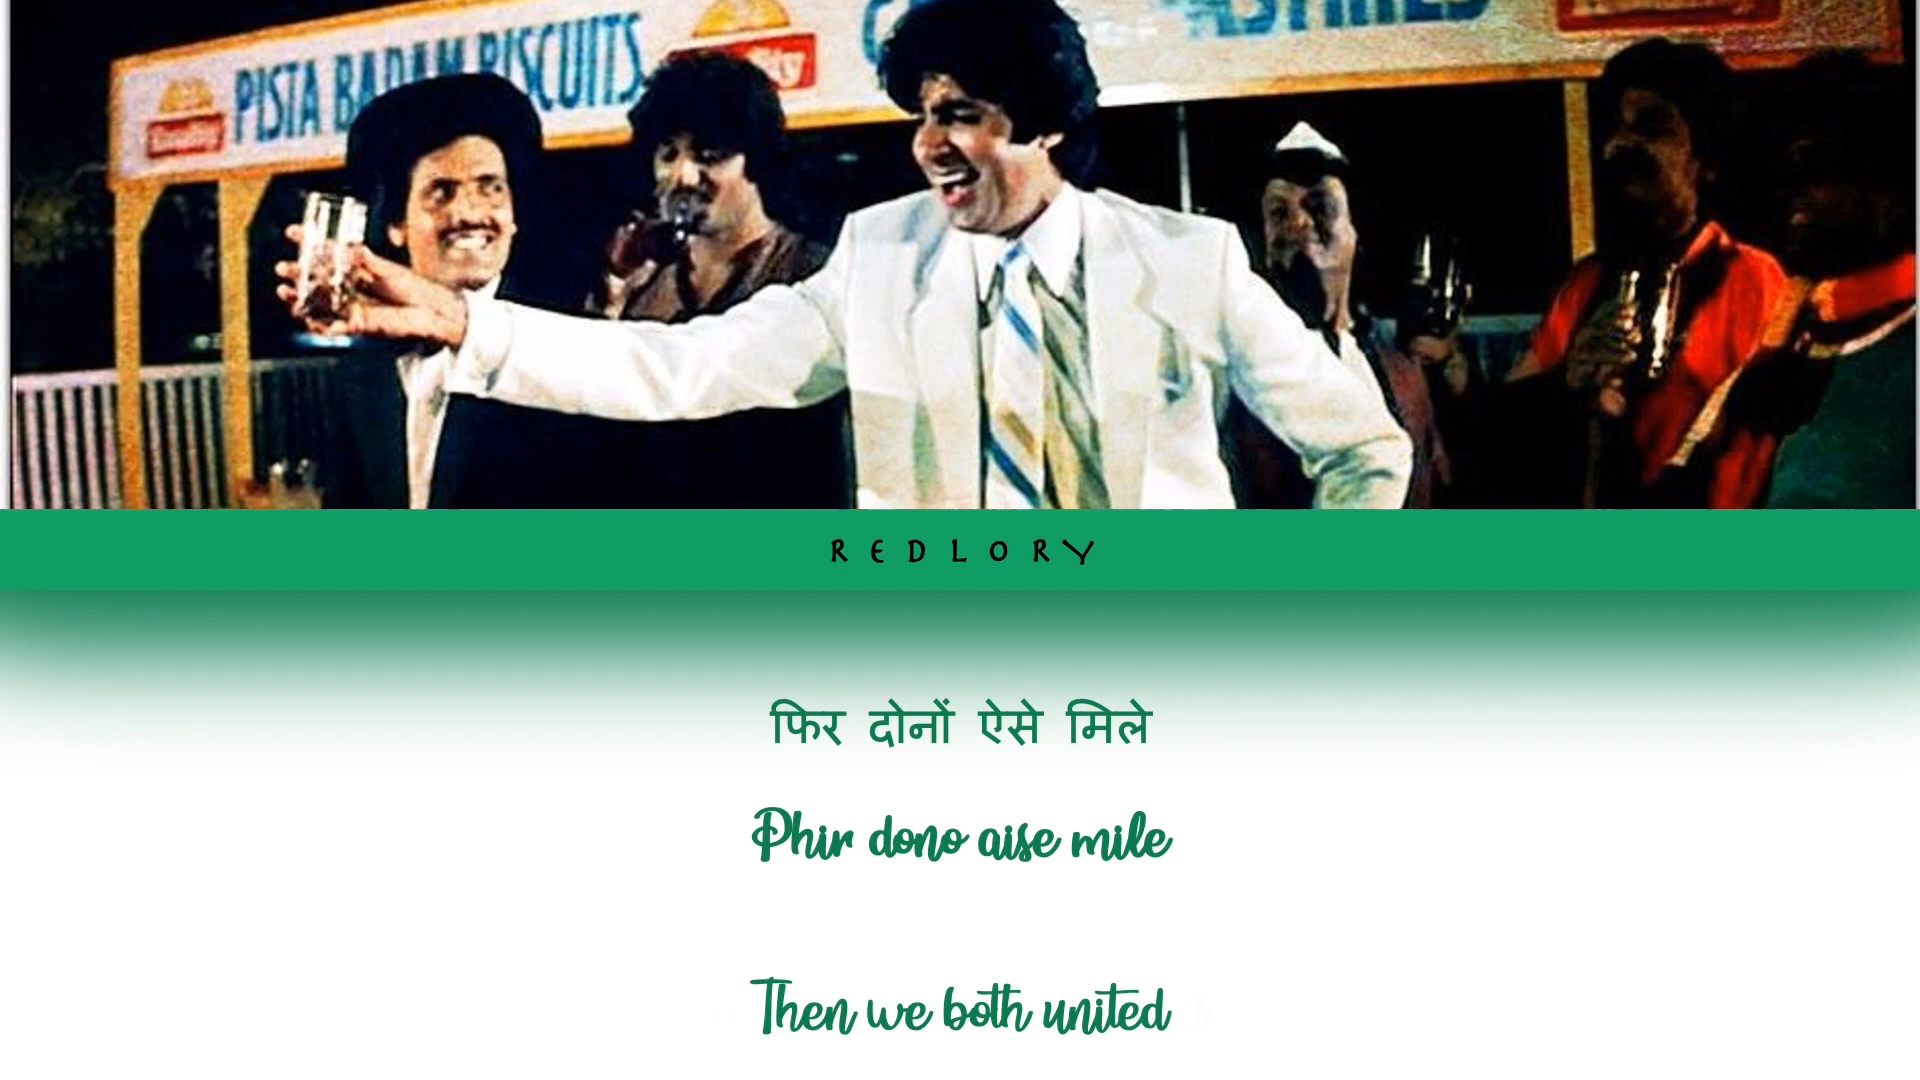 PISTA BADAM BISCUITS
REDLORY
फिर दोनों ऐसे मिले
Phir dono aise mile
Then we both united